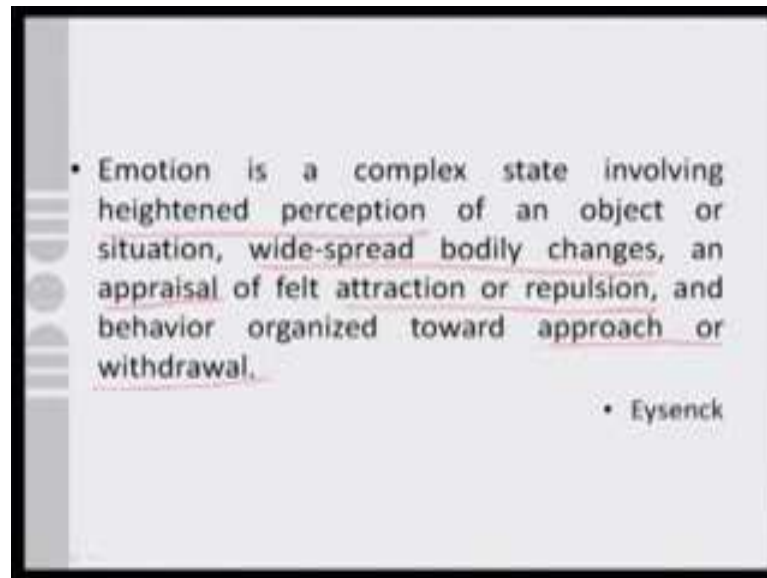 • Emotion is a complex state involving
heightened perception of an object or
situation, wide-spread bodily changes, an
appraisal of felt attraction or repulsion, and
behavior organized toward approach or
withdrawal.
• Eysenck